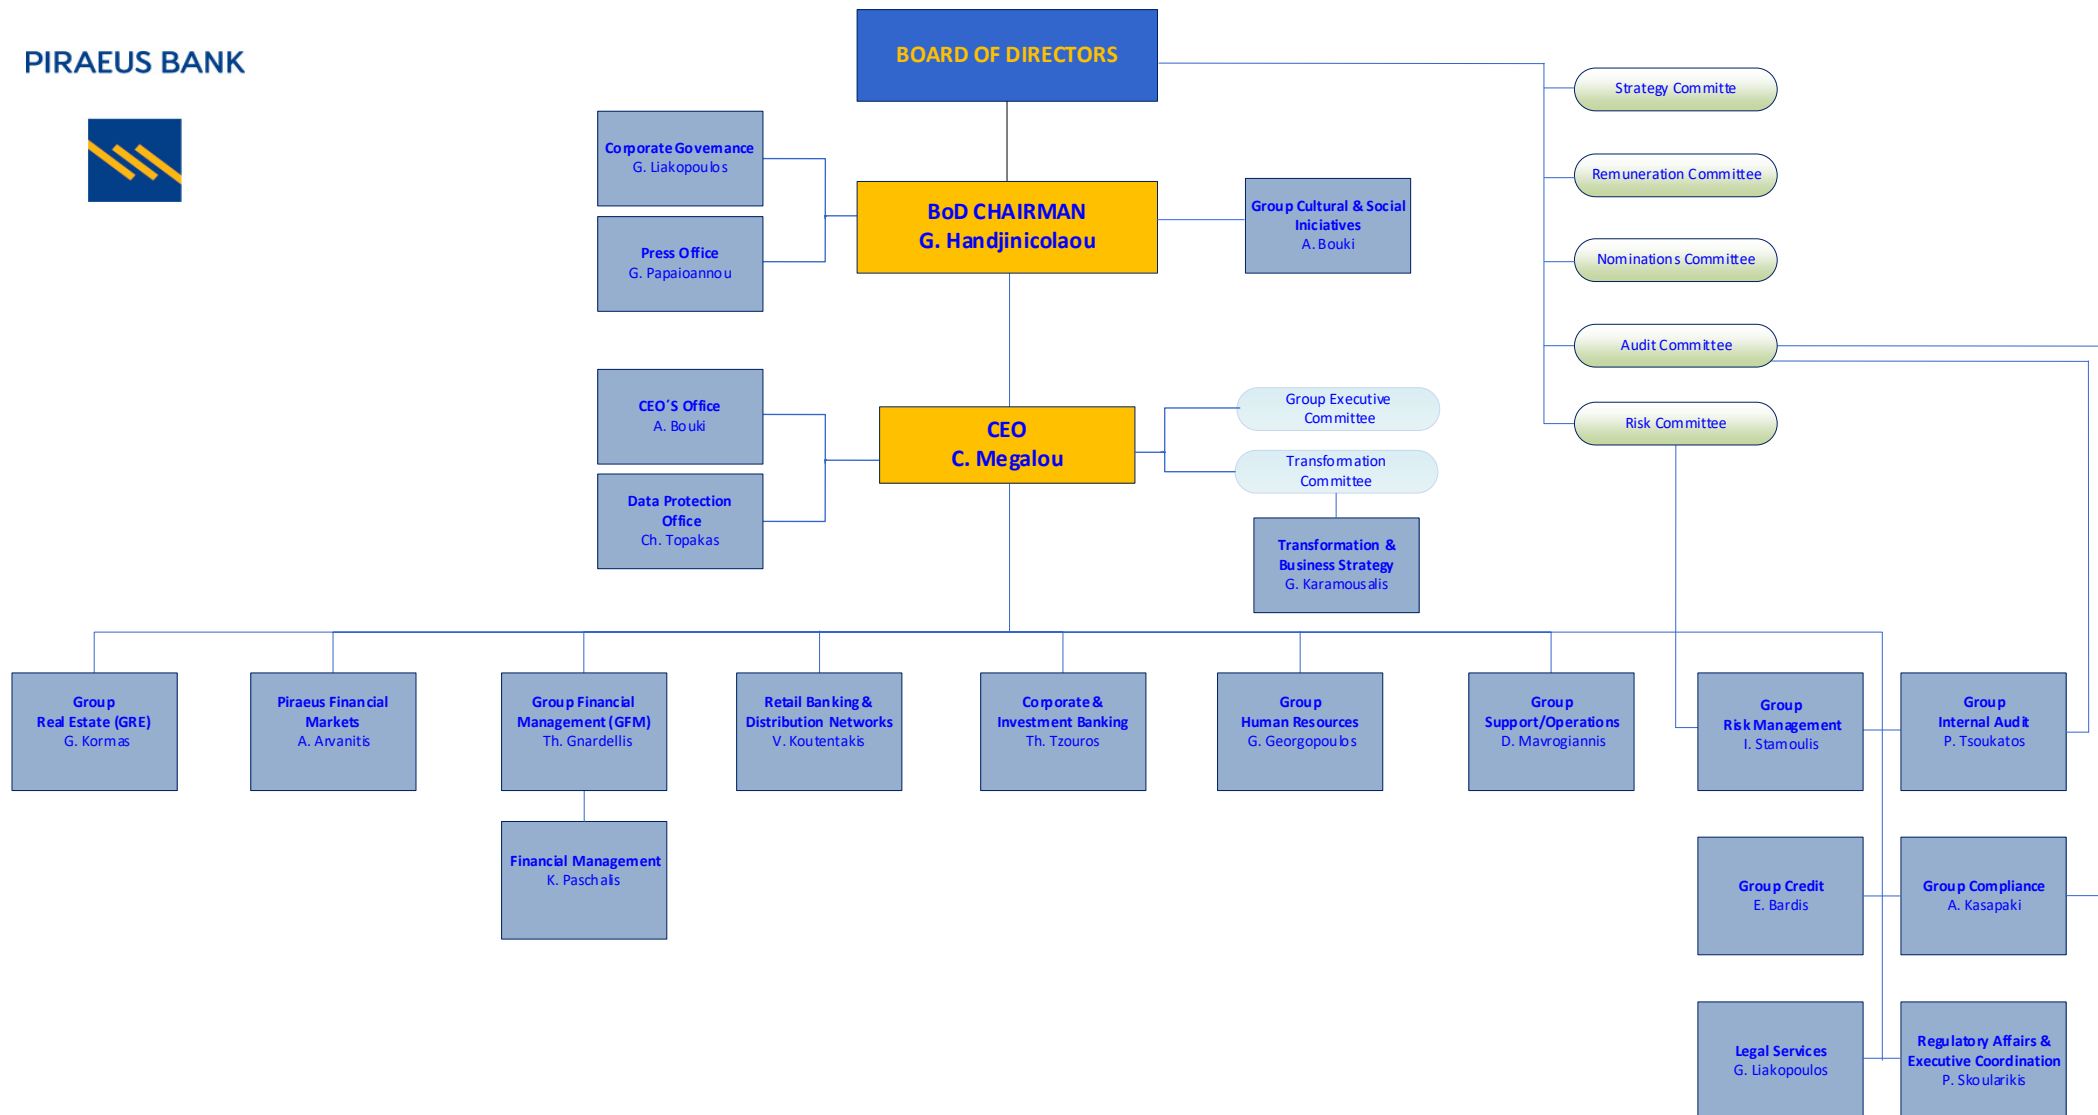 PIRAEUS BANK
BOARD OF DIRECTORS
Strategy Committe
Remuneration Committee
Nominations Committee
Audit Committee
Risk Committee
Corporate Governance
G. Liakopoulos
Press Office
G. Papaioannou
BoD CHAIRMAN
G. Handjinicolaou
Group Cultural & Social
Iniciatives
A. Bouki
CEO´S Office
A. Bouki
Data Protection
Office
Ch. Topakas
CEO
C. Megalou
Group Executive
Committee
Transformation
Committee
Transformation &
Business Strategy
G. Karamousalis
Group
Real Estate (GRE)
G. Kormas
Piraeus Financial
Markets
A. Arvanitis
Group Financial
Management (GFM)
Th. Gnardellis
Retail Banking &
Distribution Networks
V. Koutentakis
Corporate &
Investment Banking
Th. Tzouros
Group
Human Resources
G. Georgopoulos
Group
Support/Operations
D. Mavrogiannis
Group
Risk Management
I. Stamoulis
Group
Internal Audit
P. Tsoukatos
Financial Management
K. Paschalis
Group Credit
E. Bardis
Group Compliance
A. Kasapaki
Legal Services
G. Liakopoulos
Regulatory Affairs &
Executive Coordination
P. Skoularikis